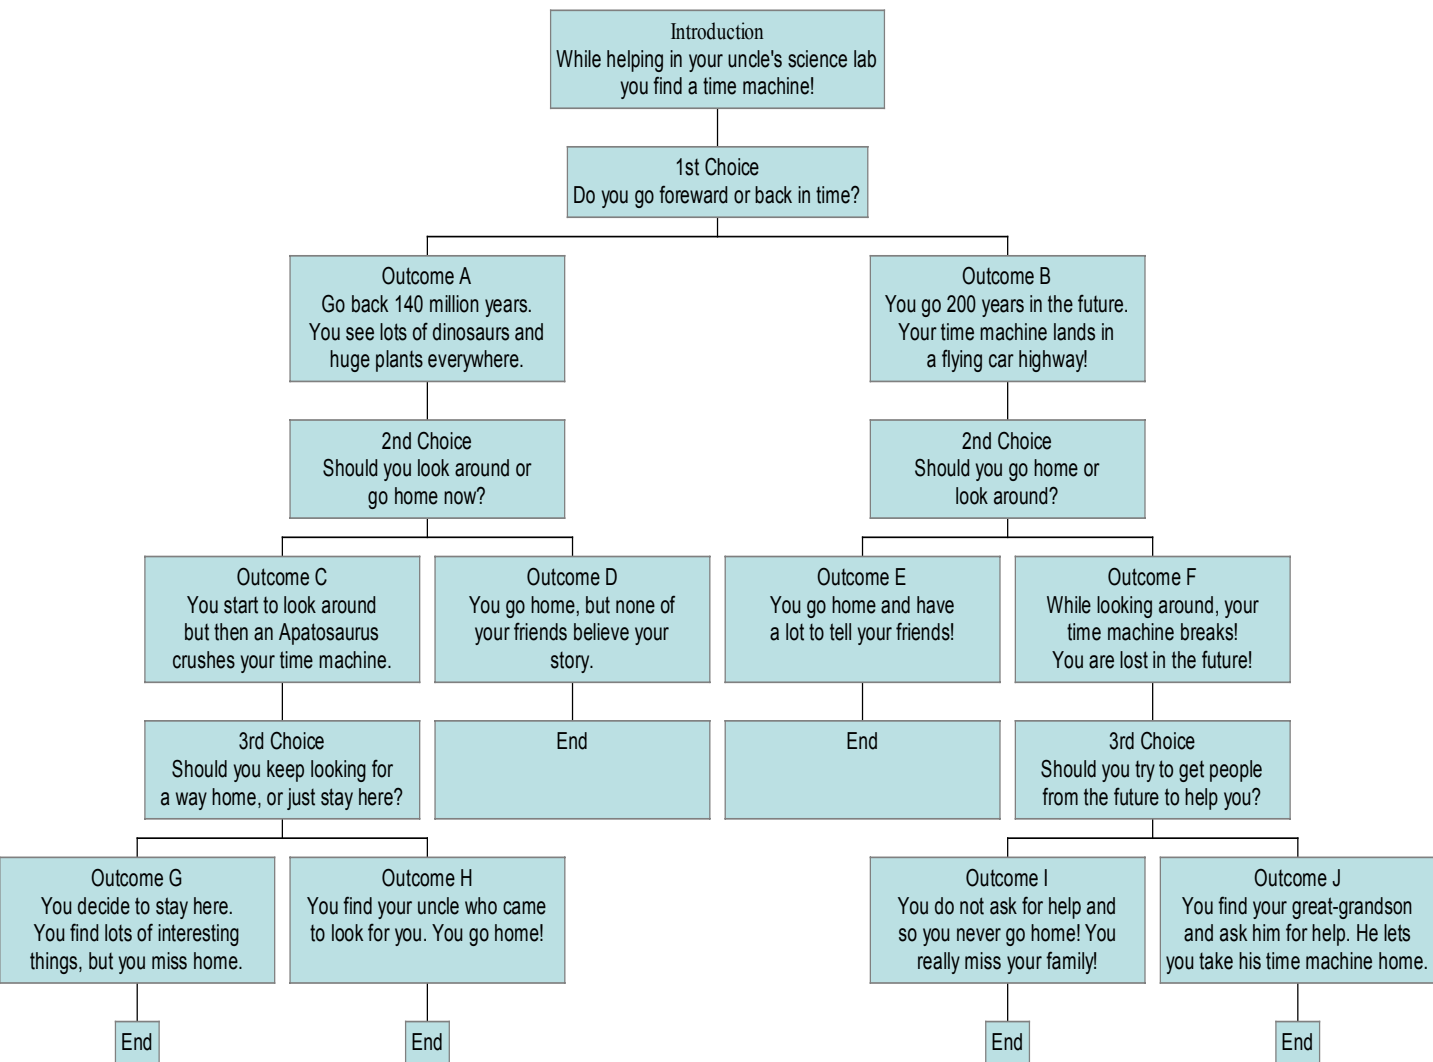 Introduction
While helping in your uncle's science lab
you find a time machine!
1st Choice
Do you go foreward or back in time?
Outcome A
Go back 140 million years.
You see lots of dinosaurs and
huge plants everywhere.
Outcome B
You go 200 years in the future.
Your time machine lands in
a flying car highway!
2nd Choice
Should you look around or
go home now?
2nd Choice
Should you go home or
look around?
Outcome C
You start to look around
but then an Apatosaurus
crushes your time machine.
Outcome D
You go home, but none of
your friends believe your
story.
Outcome E
You go home and have
a lot to tell your friends!
Outcome F
While looking around, your
time machine breaks!
You are lost in the future!
3rd Choice
Should you keep looking for
a way home, or just stay here?
End
End
3rd Choice
Should you try to get people
from the future to help you?
Outcome G
You decide to stay here.
You find lots of interesting
things, but you miss home.
Outcome H
You find your uncle who came
to look for you. You go home!
Outcome I
You do not ask for help and
so you never go home! You
really miss your family!
Outcome J
You find your great-grandson
and ask him for help. He lets
you take his time machine home.
End
End
End
End